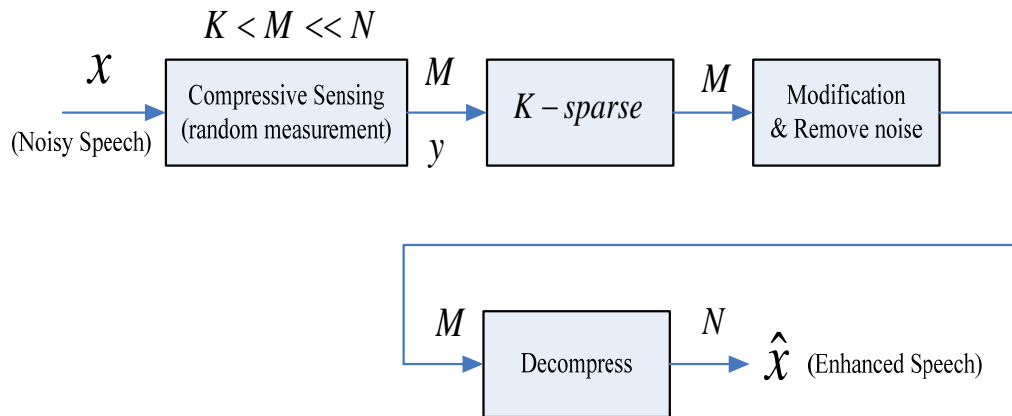 K < M << N
x
(Noisy Speech)
Compressive Sensing
(random measurement)
M
y
K − sparse
M
Modification
& Remove noise
M
Decompress
N
x̂ (Enhanced Speech)